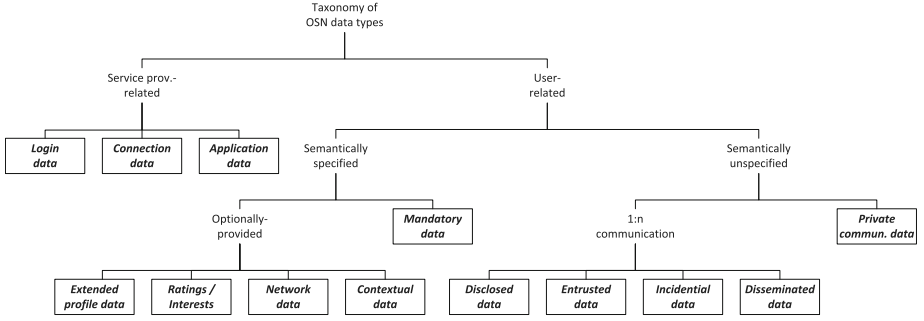 Taxonomy of
OSN data types
Service prov.-
related
User-
related
Login
data
Connection
data
Application
data
Semantically
specified
Semantically
unspecified
Optionally-
provided
Mandatory
data
1:n
communication
Private
commun. data
Extended
profile data
Ratings /
Interests
Network
data
Contextual
data
Disclosed
data
Entrusted
data
Incidential
data
Disseminated
data